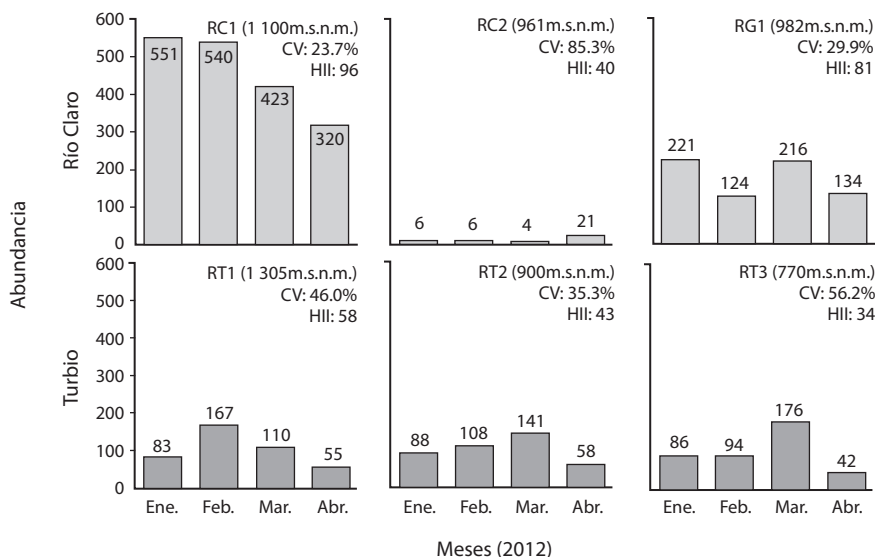 Abundancia
Río Claro
600
500
400
300
200
100
0
RC1 (1 100m.s.n.m.)
CV: 23.7%
HII: 96
551
540
423
320
RC2 (961m.s.n.m.)
CV: 85.3%
HII: 40
6
6
4
21
RG1 (982m.s.n.m.)
CV: 29.9%
HII: 81
221
124
216
134
Turbio
600
500
400
300
200
100
0
RT1 (1 305m.s.n.m.)
CV: 46.0%
HII: 58
83
167
110
55
RT2 (900m.s.n.m.)
CV: 35.3%
HII: 43
88
108
141
58
RT3 (770m.s.n.m.)
CV: 56.2%
HII: 34
86
94
176
42
Ene. Feb. Mar. Abr.
Ene. Feb. Mar. Abr.
Ene. Feb. Mar. Abr.
Meses (2012)